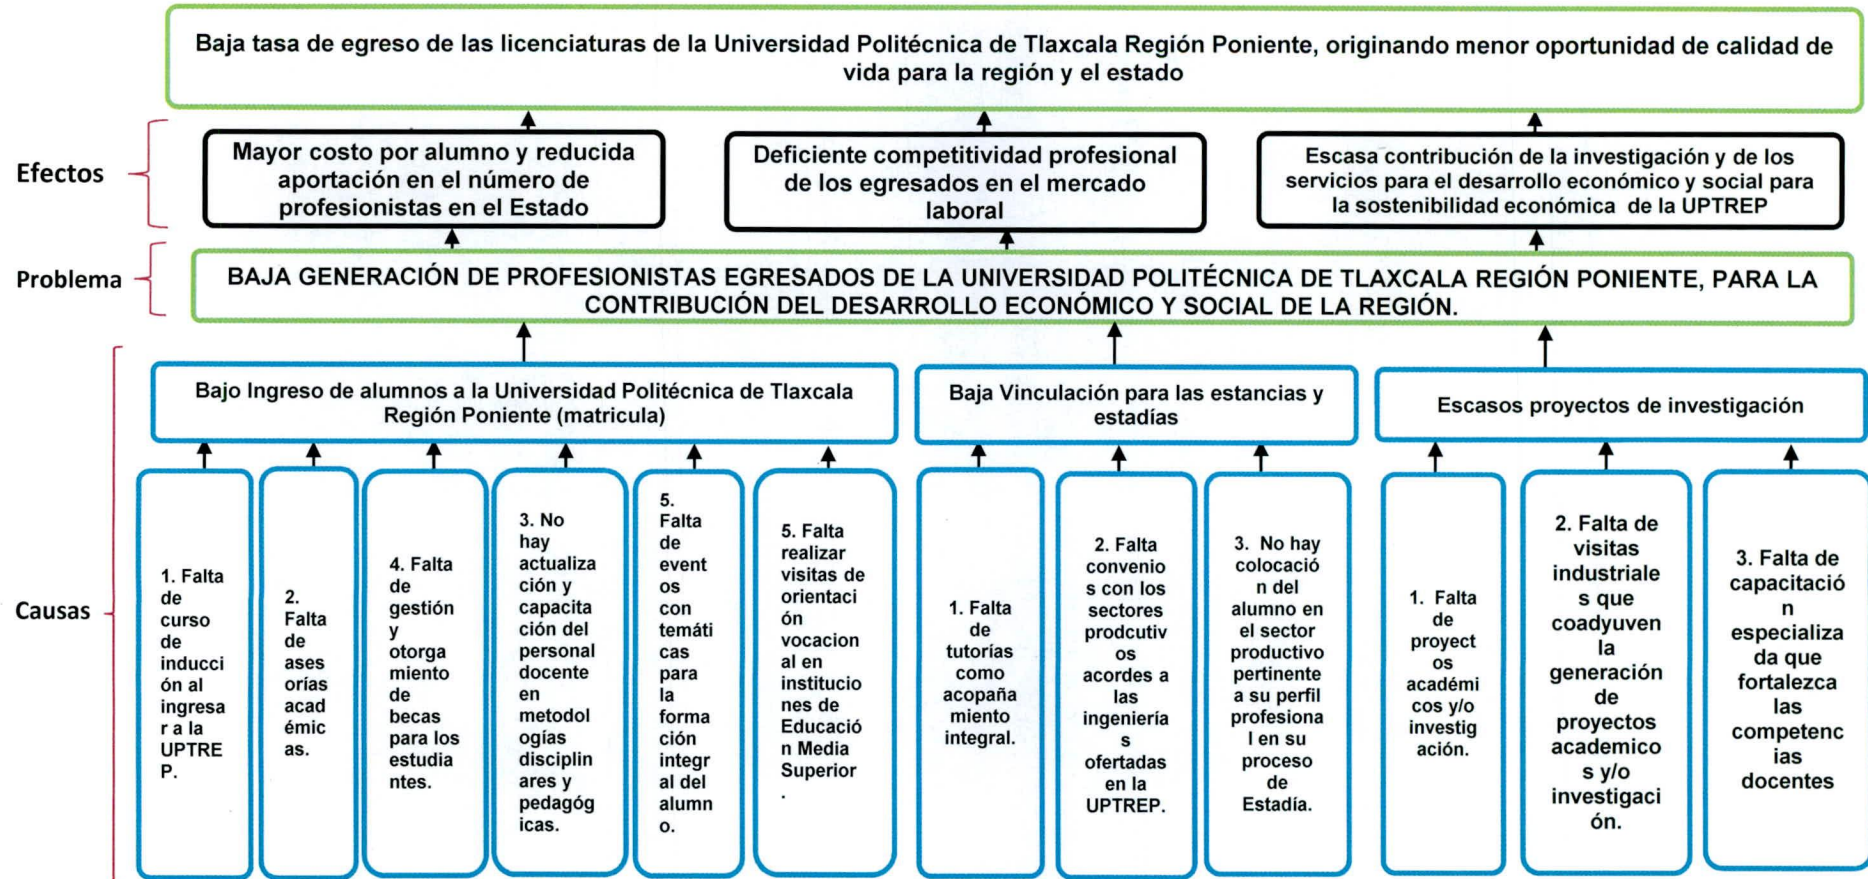 Baja tasa de egreso de las licenciaturas de la Universidad Politécnica de Tlaxcala Región Poniente, originando menor oportunidad de calidad de
vida para la región y el estado
Efectos
Mayor costo por alumno y reducida
aportación en el número de
profesionistas en el Estado
Deficiente competitividad profesional
de los egresados en el mercado
laboral
Escasa contribución de la investigación y de los
servicios para el desarrollo económico y social para
la sostenibilidad económica de la UPTREP
Problema
BAJA GENERACIÓN DE PROFESIONISTAS EGRESADOS DE LA UNIVERSIDAD POLITÉCNICA DE TLAXCALA REGIÓN PONIENTE, PARA LA
CONTRIBUCIÓN DEL DESARROLLO ECONÓMICO Y SOCIAL DE LA REGIÓN.
Bajo Ingreso de alumnos a la Universidad Politécnica de Tlaxcala
Región Poniente (matricula)
Baja Vinculación para las estancias y
estadías
Escasos proyectos de investigación
Causas
1. Falta
de
curso
de
inducci
ón al
ingresa
r a la
UPTRE
P.
2.
Falta
de
ases
orías
acad
émic
as.
4. Falta
de
gestión
y
otorga
miento
de
becas
para los
estudia
ntes.
3. No
hay
actualiza
ción y
capacita
ción del
personal
docente
en
metodol
ogías
disciplin
ares y
pedagóg
icas.
5.
Falta
de
event
os
con
temáti
cas
para
la
forma
ción
integr
al del
alumn
o.
5. Falta
realizar
visitas de
orientaci
ón
vocacion
al en
institucio
nes de
Educació
n Media
Superior
.
1. Falta
de
tutorías
como
acopaña
miento
integral.
2. Falta
convenio
s con los
sectores
prodcutiv
os
acordes a
las
ingeniería
s
ofertadas
en la
UPTREP.
3. No hay
colocació
n del
alumno en
el sector
productivo
pertinente
a su perfil
profesiona
l en su
proceso
de
Estadía.
1. Falta
de
proyect
os
académi
cos y/o
investig
ación.
2. Falta de
visitas
industriale
s que
coadyuven
la
generación
de
proyectos
academico
s y/o
investigaci
ón.
3. Falta de
capacitació
n
especializa
da que
fortalezca
las
competenc
ias
docentes